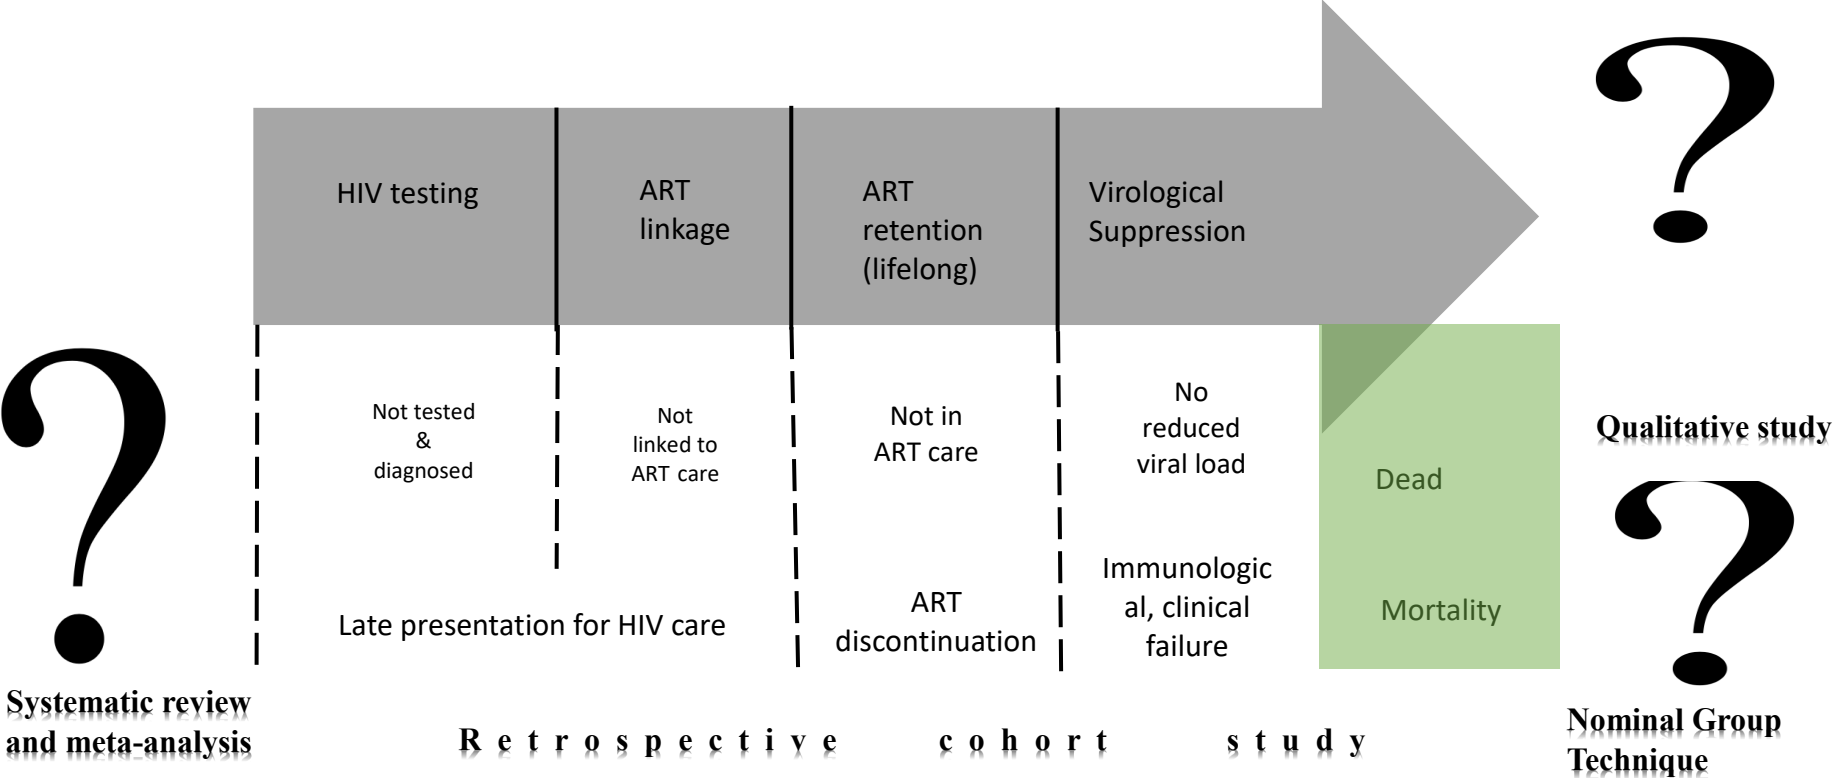 HIV testing
ART
linkage
ART
retention
(lifelong)
Virological
Suppression
?
?
Not tested
&
diagnosed
Not
linked to
ART care
Not in
ART care
No
reduced
viral load
Dead
Qualitative study
?
Late presentation for HIV care
ART
discontinuation
Immunologic
al, clinical
failure
Mortality
Systematic review
and meta-analysis
Retrospective cohort study
Nominal Group
Technique